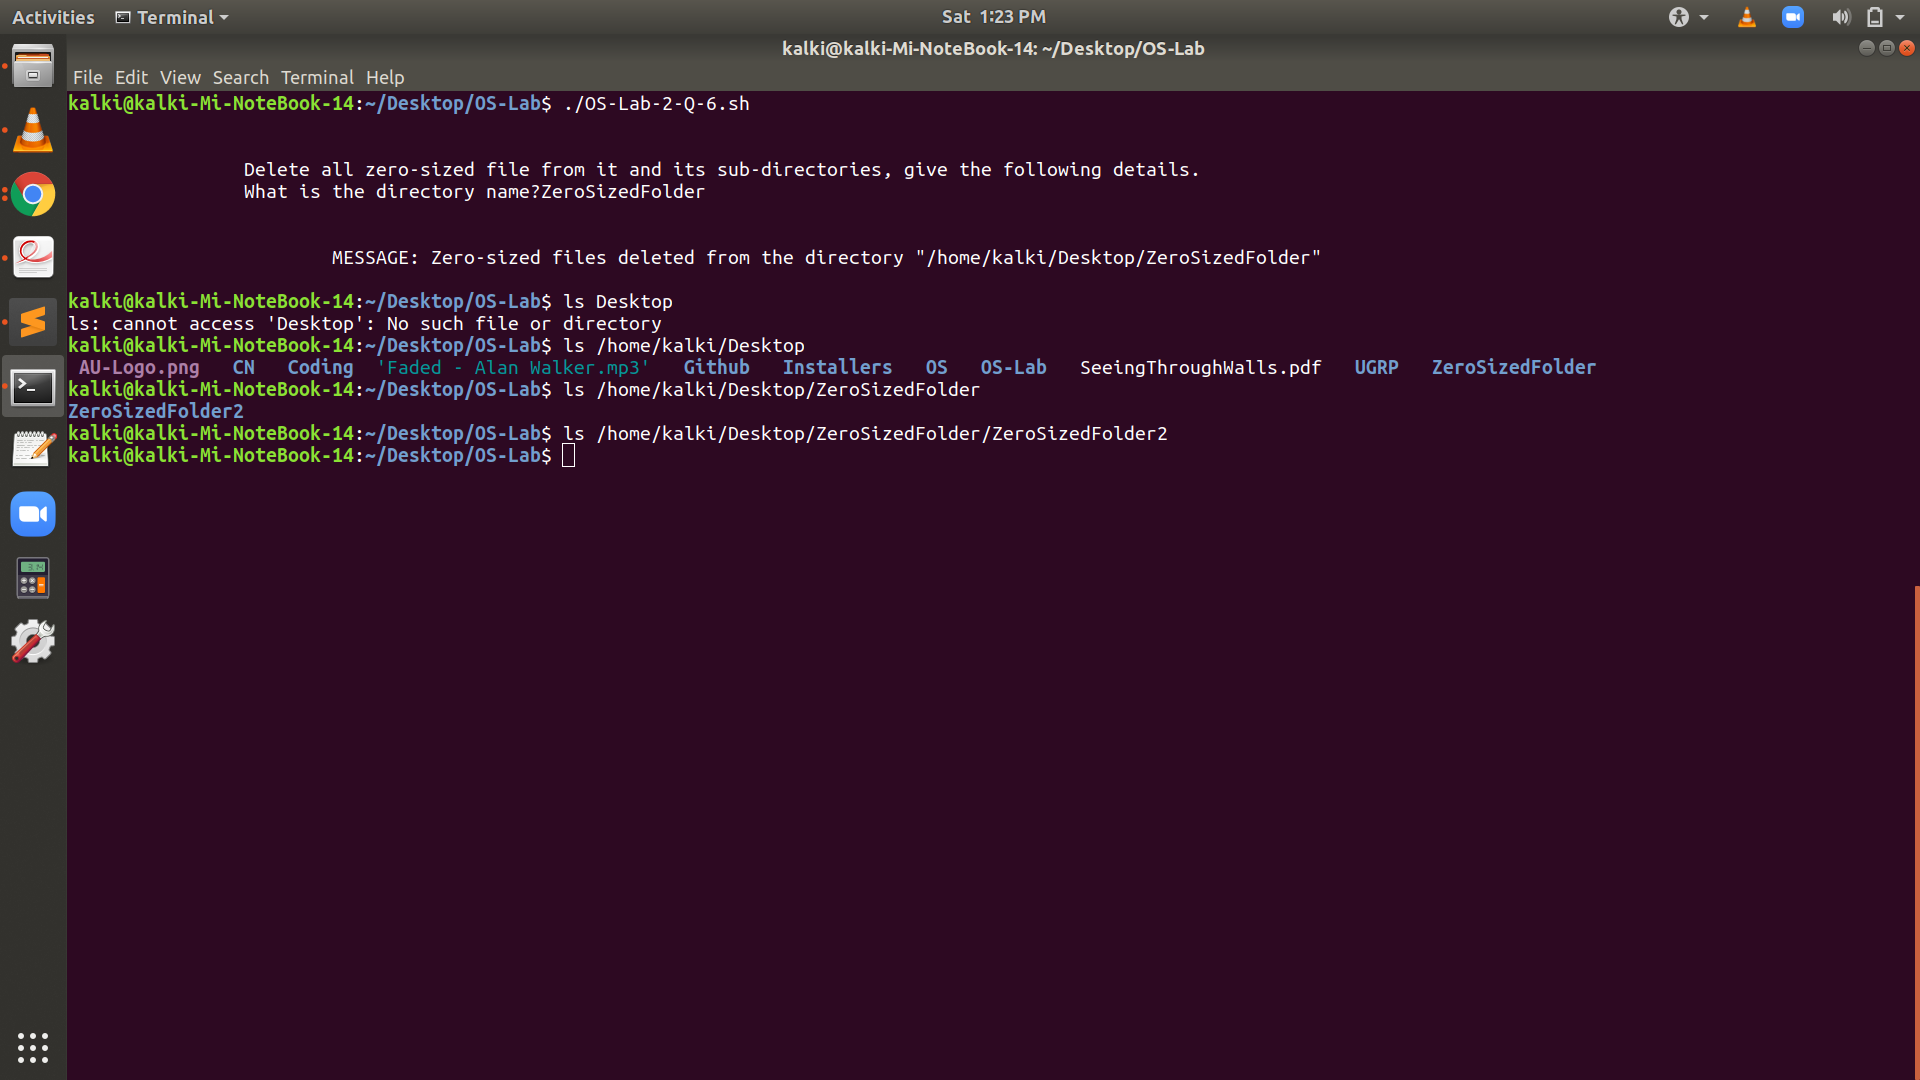 Activities Terminal Sat 1:23 PM
kalki@kalki-Mi-NoteBook-14: ~/Desktop/OS-Lab
File Edit View Search Terminal Help
kalki@kalki-Mi-NoteBook-14:~/Desktop/OS-Lab$ ./OS-Lab-2-Q-6.sh
Delete all zero-sized file from it and its sub-directories, give the following details.
What is the directory name?ZeroSizedFolder
MESSAGE: Zero-sized files deleted from the directory "/home/kalki/Desktop/ZeroSizedFolder"
kalki@kalki-Mi-NoteBook-14:~/Desktop/OS-Lab$ ls Desktop
ls: cannot access 'Desktop': No such file or directory
kalki@kalki-Mi-NoteBook-14:~/Desktop/OS-Lab$ ls /home/kalki/Desktop
AU-Logo.png CN Coding 'Faded - Alan Walker.mp3' Github Installers OS OS-Lab SeeingThroughWalls.pdf UGRP ZeroSizedFolder
kalki@kalki-Mi-NoteBook-14:~/Desktop/OS-Lab$ ls /home/kalki/Desktop/ZeroSizedFolder
ZeroSizedFolder2
kalki@kalki-Mi-NoteBook-14:~/Desktop/OS-Lab$ ls /home/kalki/Desktop/ZeroSizedFolder/ZeroSizedFolder2
kalki@kalki-Mi-NoteBook-14:~/Desktop/OS-Lab$